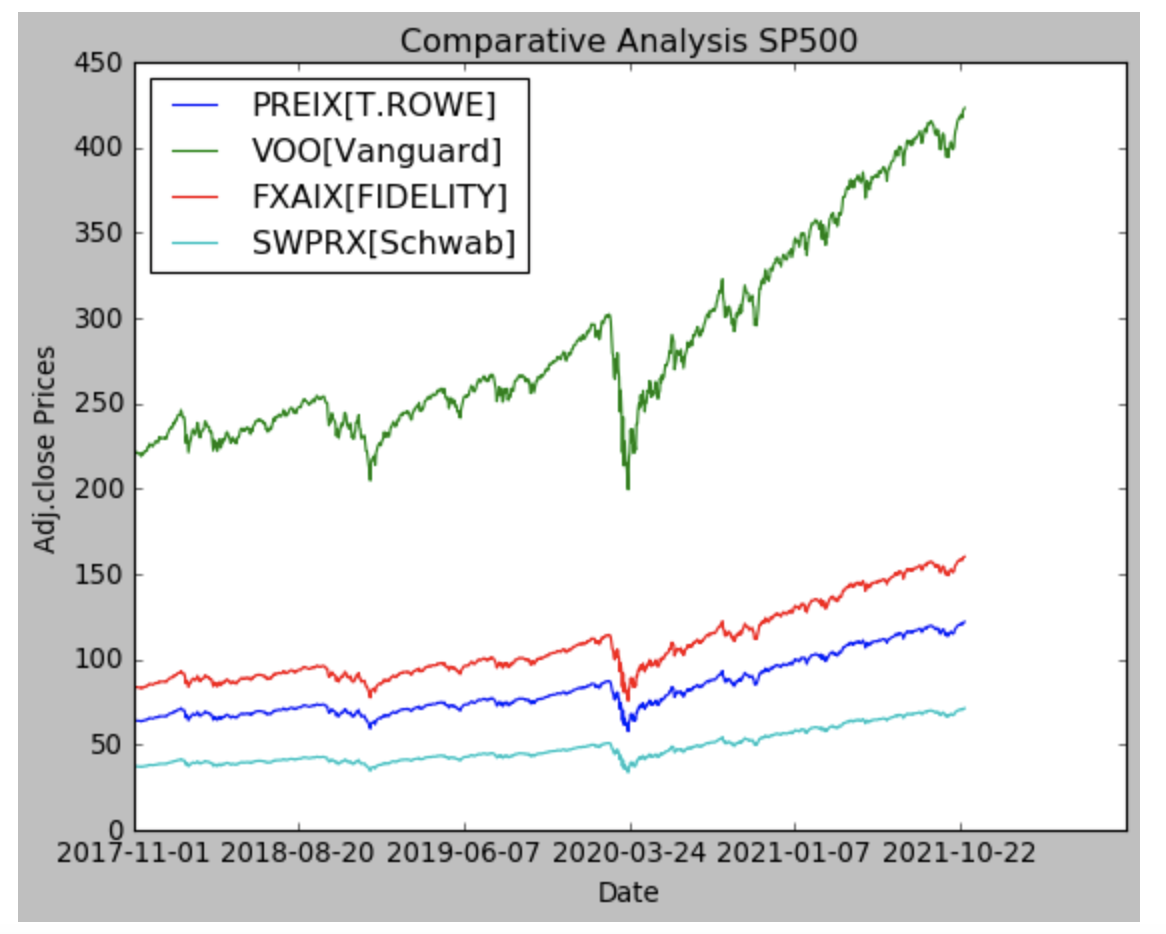 Comparative Analysis SP500
450
400
350
300
250
200
150
100
50
0
Adj.close Prices
PREIX[T.ROWE]
VOO[Vanguard]
FXAIX[FIDELITY]
SWPRX[Schwab]
2017-11-01 2018-08-20 2019-06-07 2020-03-24 2021-01-07 2021-10-22
Date